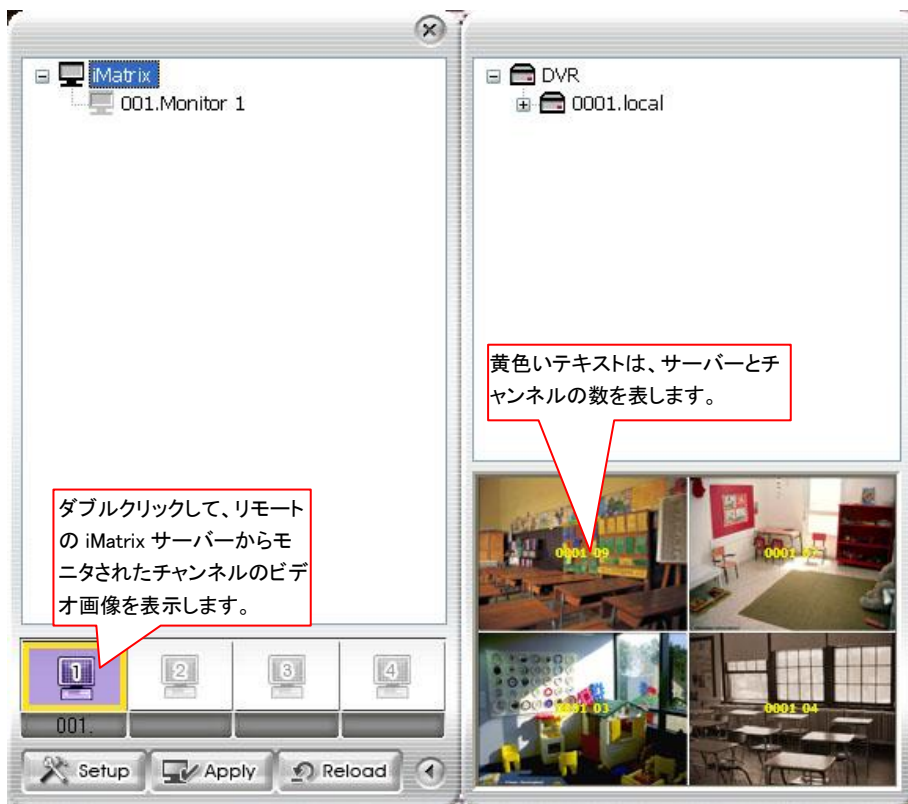 iMatrix
001.Monitor 1
DVR
0001.local
黄色いテキストは、サーバーとチ
ャンネルの数を表します。
ダブルクリックして、リモート
の iMatrix サーバーからモ
ニタされたチャンネルのビデ
オ画像を表示します。
0001 09
0001 03
0001 04
1
2
3
4
001.
Setup
Apply
Reload